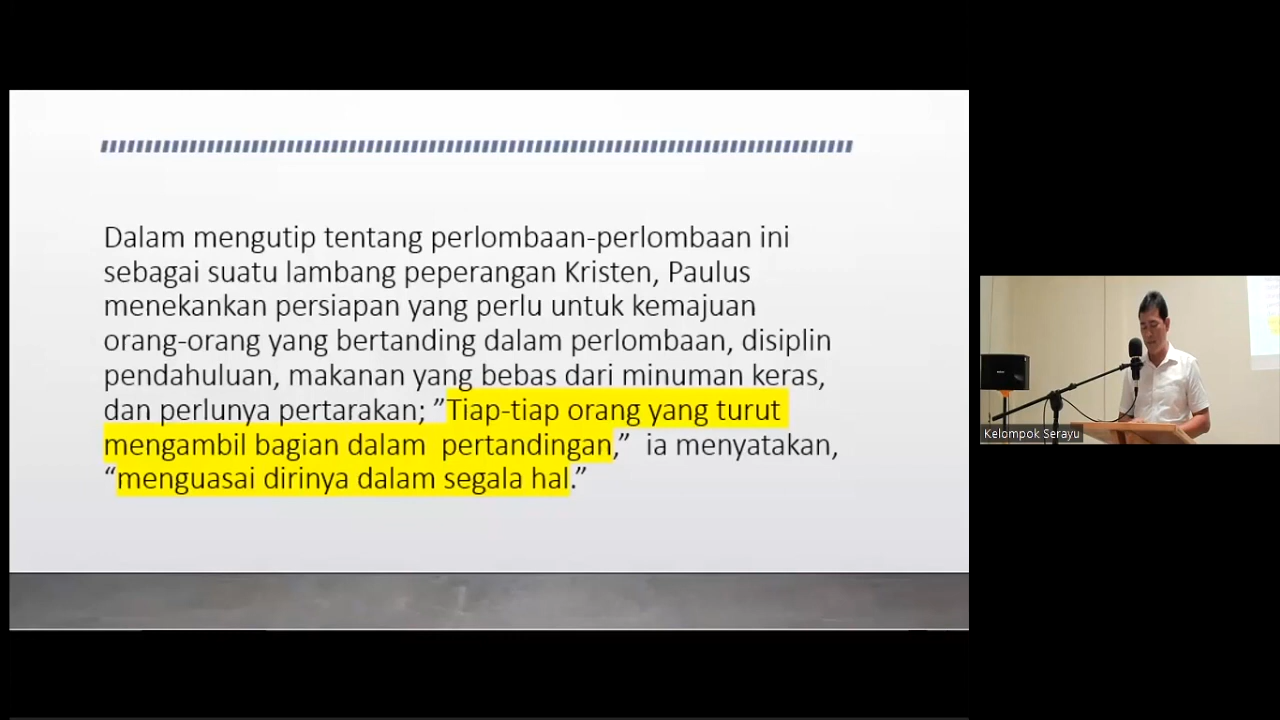 Dalam mengutip tentang perlombaan-perlombaan ini
sebagai suatu lambang peperangan Kristen, Paulus
menekankan persiapan yang perlu untuk kemajuan
orang-orang yang bertanding dalam perlombaan, disiplin
pendahuluan, makanan yang bebas dari minuman keras,
dan perlunya pertarakan; ”Tiap-tiap orang yang turut
mengambil bagian dalam  pertandingan,”  ia menyatakan,
“menguasai dirinya dalam segala hal.”
Kelompok Serayu